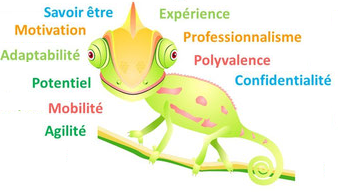 Savoir être
Expérience
Motivation
Professionnalisme
Adaptabilité
Polyvalence
Potentiel
Confidentialité
Mobilité
Agilité